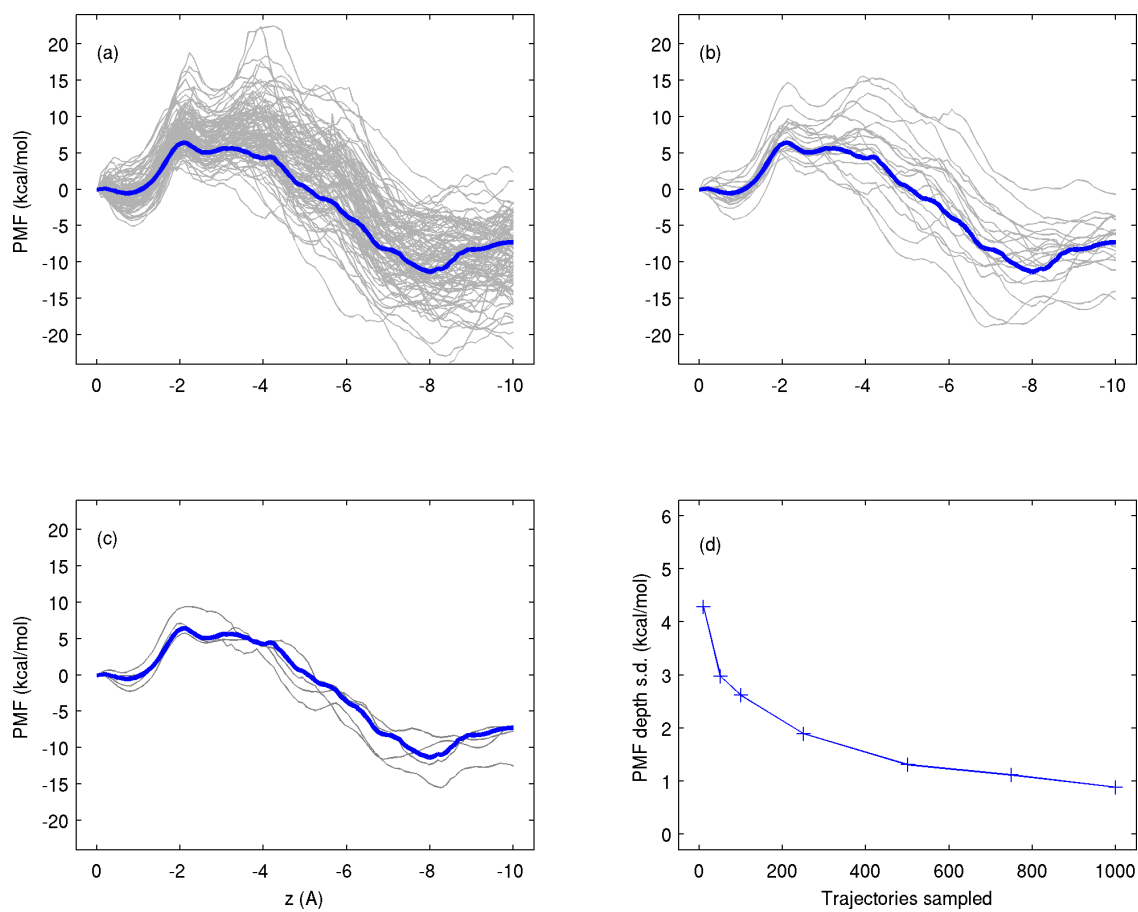 (a)
PMF (kcal/mol)
20
15
10
5
0
-5
-10
-15
-20
0 -2 -4 -6 -8 -10
(b)
20
15
10
5
0
-5
-10
-15
-20
0 -2 -4 -6 -8 -10
(c)
PMF (kcal/mol)
20
15
10
5
0
-5
-10
-15
-20
0 -2 -4 -6 -8 -10
z (A)
(d)
PMF depth s.d. (kcal/mol)
6
5
4
3
2
1
0
0 200 400 600 800 1000
Trajectories sampled